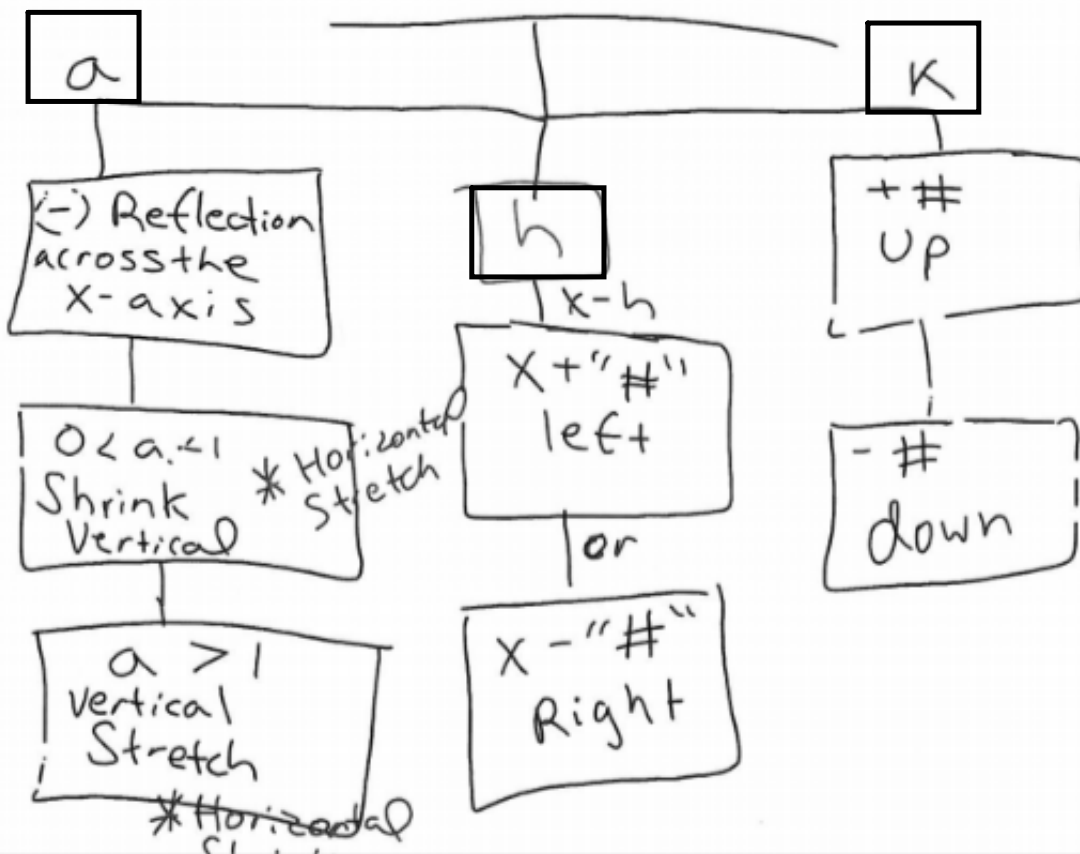 a
K
h
(-) Reflection
across the
x-axis
+ #
up
x-h
x + "#"
left
0 < a < 1
Shrink
Vertical
* Horizontal
Stretch
- #
down
or
x - "#"
Right
a > 1
Vertical
Stretch
* Horizontal